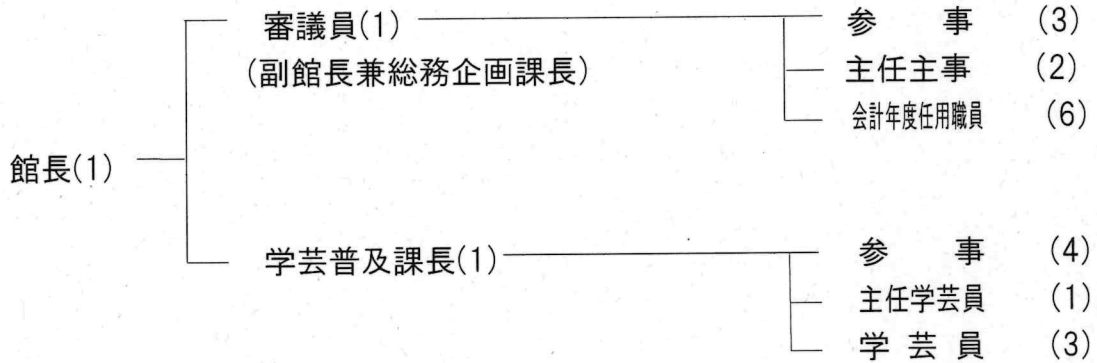 審議員(1)
(副館長兼総務企画課長)
参　事 (3)
主任主事 (2)
会計年度任用職員 (6)
館長(1)
学芸普及課長(1)
参　事 (4)
主任学芸員 (1)
学芸員 (3)